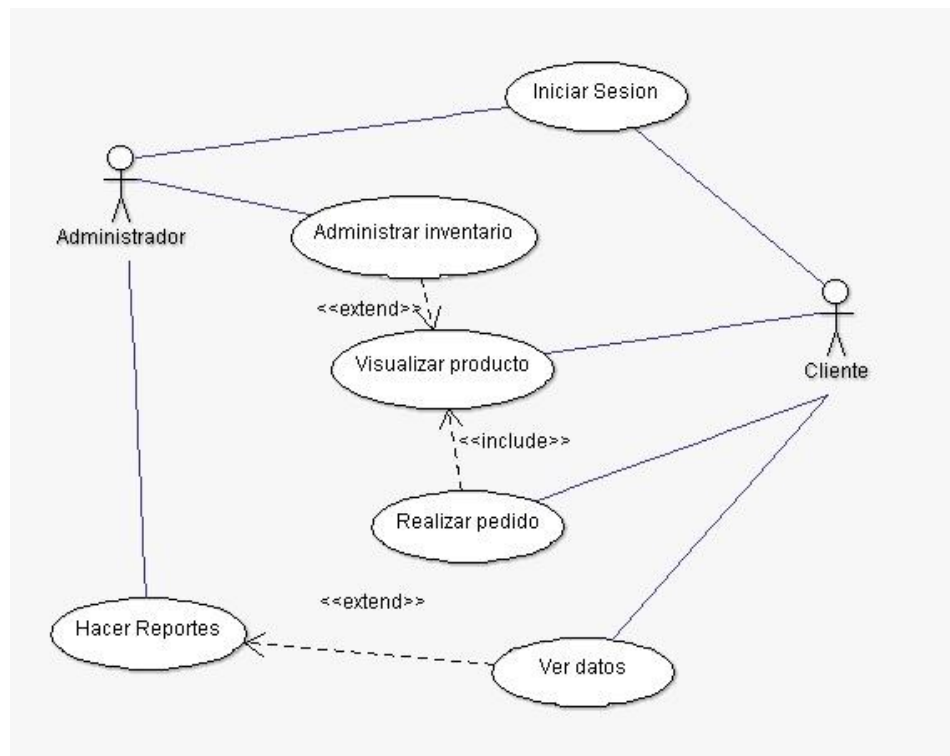 Iniciar Sesion
Administrador
Administrar inventario
<<extend>>
Visualizar producto
Cliente
<<include>>
Realizar pedido
<<extend>>
Hacer Reportes
Ver datos